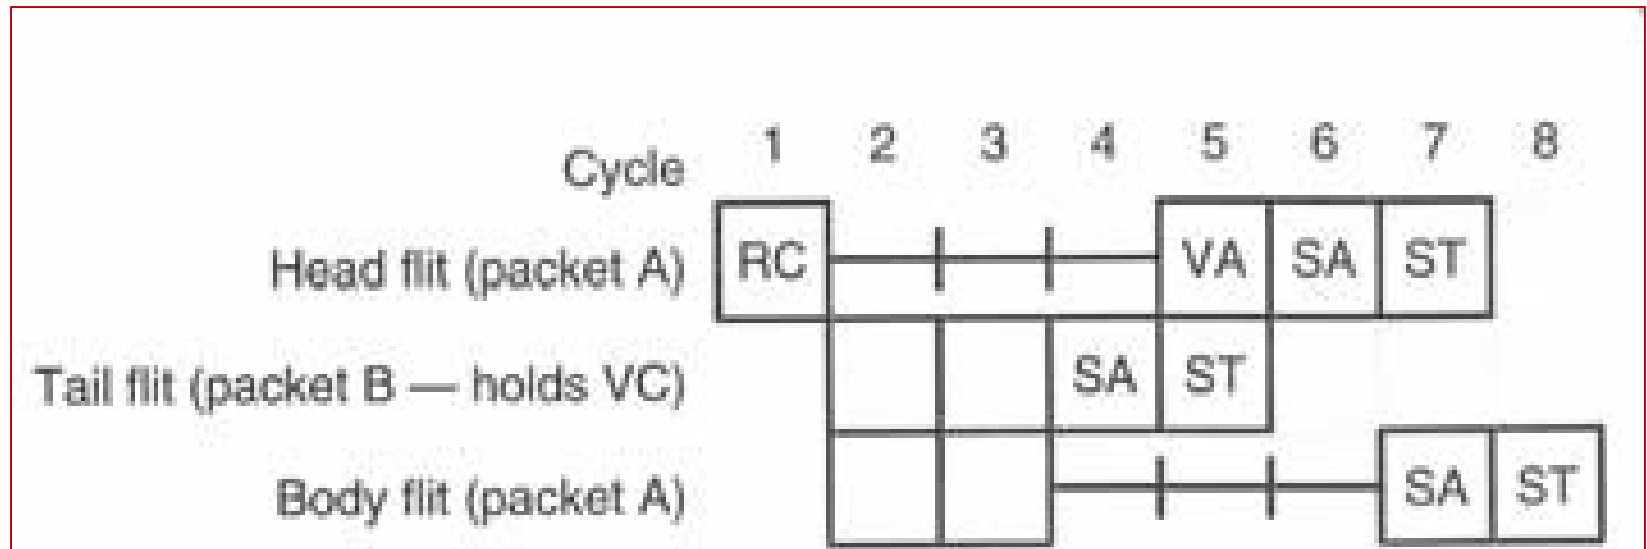 Cycle 1 2 3 4 5 6 7 8
Head flit (packet A) RC VA SA ST
Tail flit (packet B — holds VC) SA ST
Body flit (packet A) SA ST